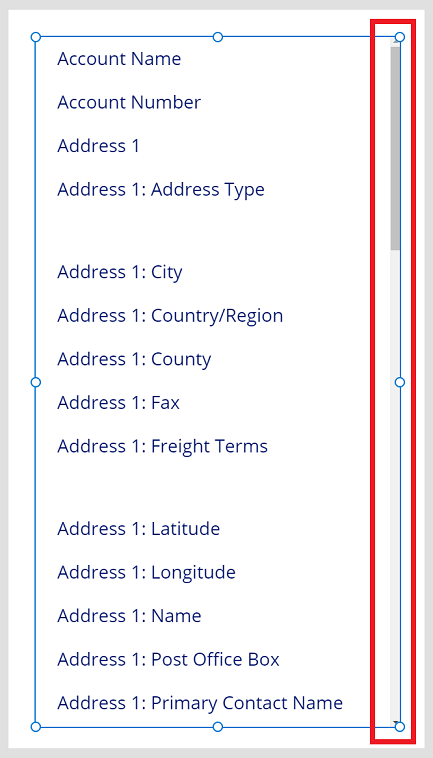 Account Name
Account Number
Address 1
Address 1: Address Type
Address 1: City
Address 1: Country/Region
Address 1: County
Address 1: Fax
Address 1: Freight Terms
Address 1: Latitude
Address 1: Longitude
Address 1: Name
Address 1: Post Office Box
Address 1: Primary Contact Name